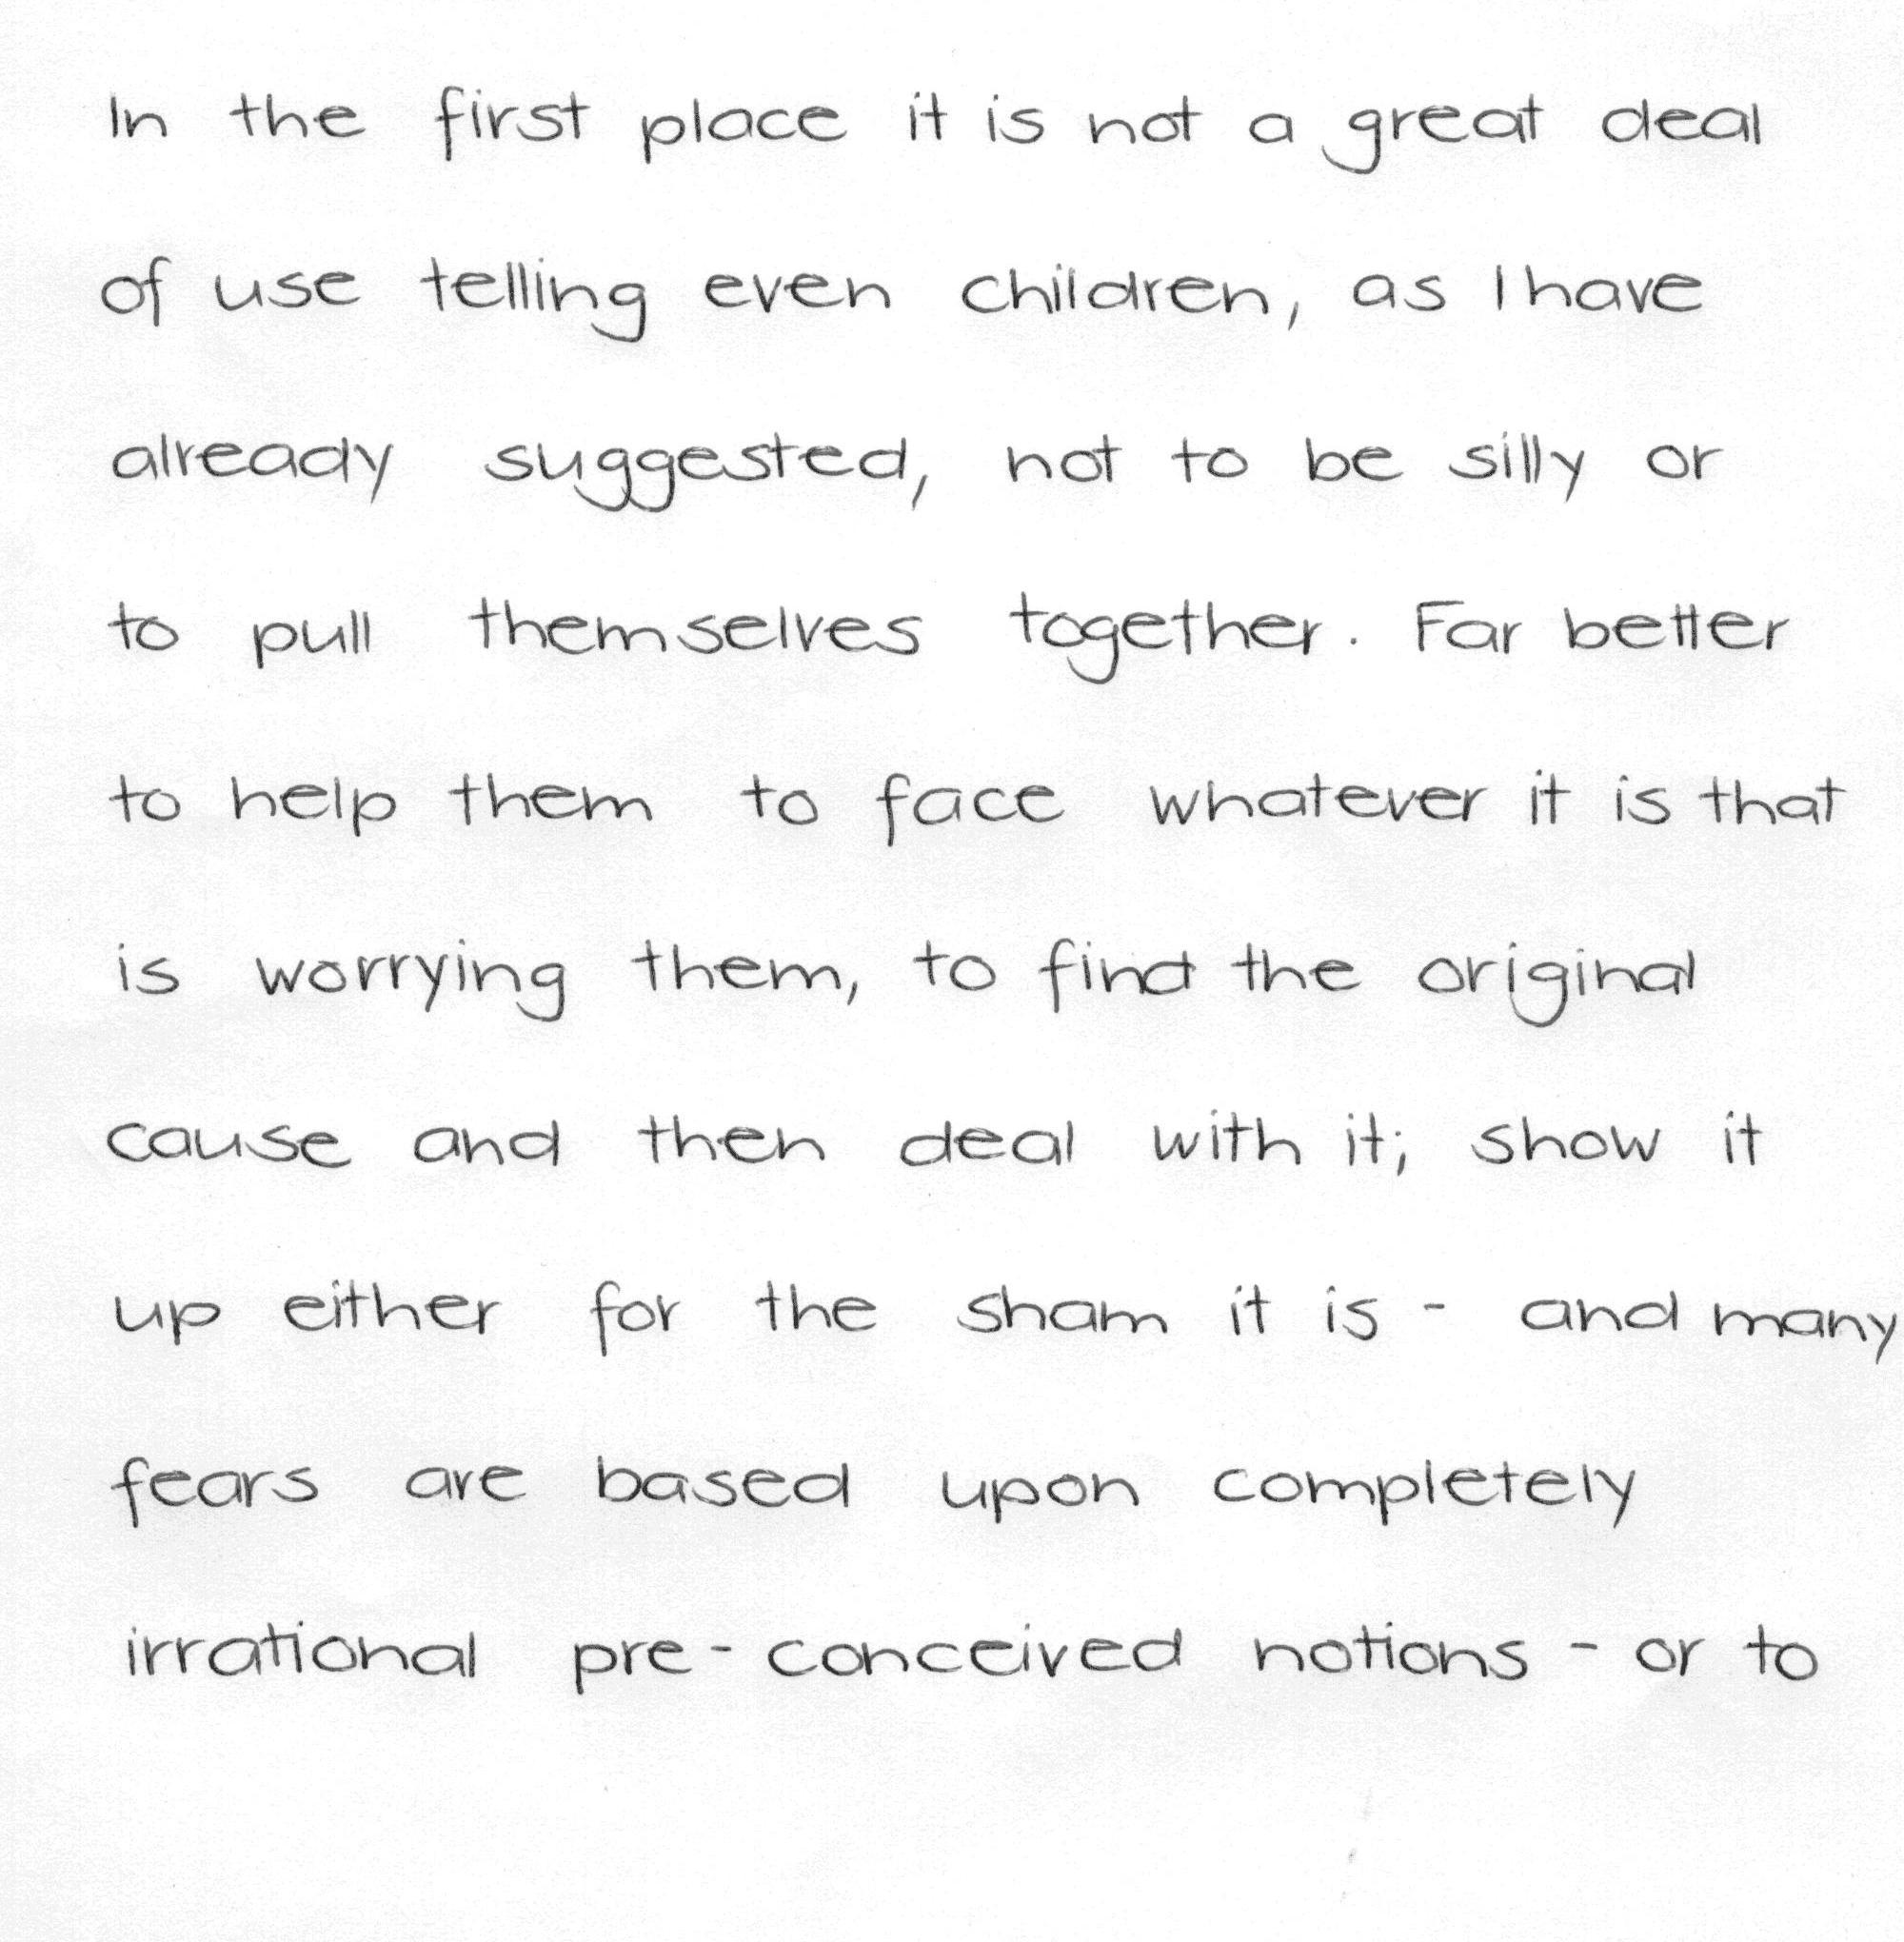 In the first place it is not a great deal
of use telling even children, as I have
already suggested, not to be silly or
to pull themselves together. Far better
to help them to face whatever it is that
is worrying them, to find the original
cause and then deal with it; show it
up either for the sham it is - and many
fears are based upon completely
irrational pre-conceived notions - or to